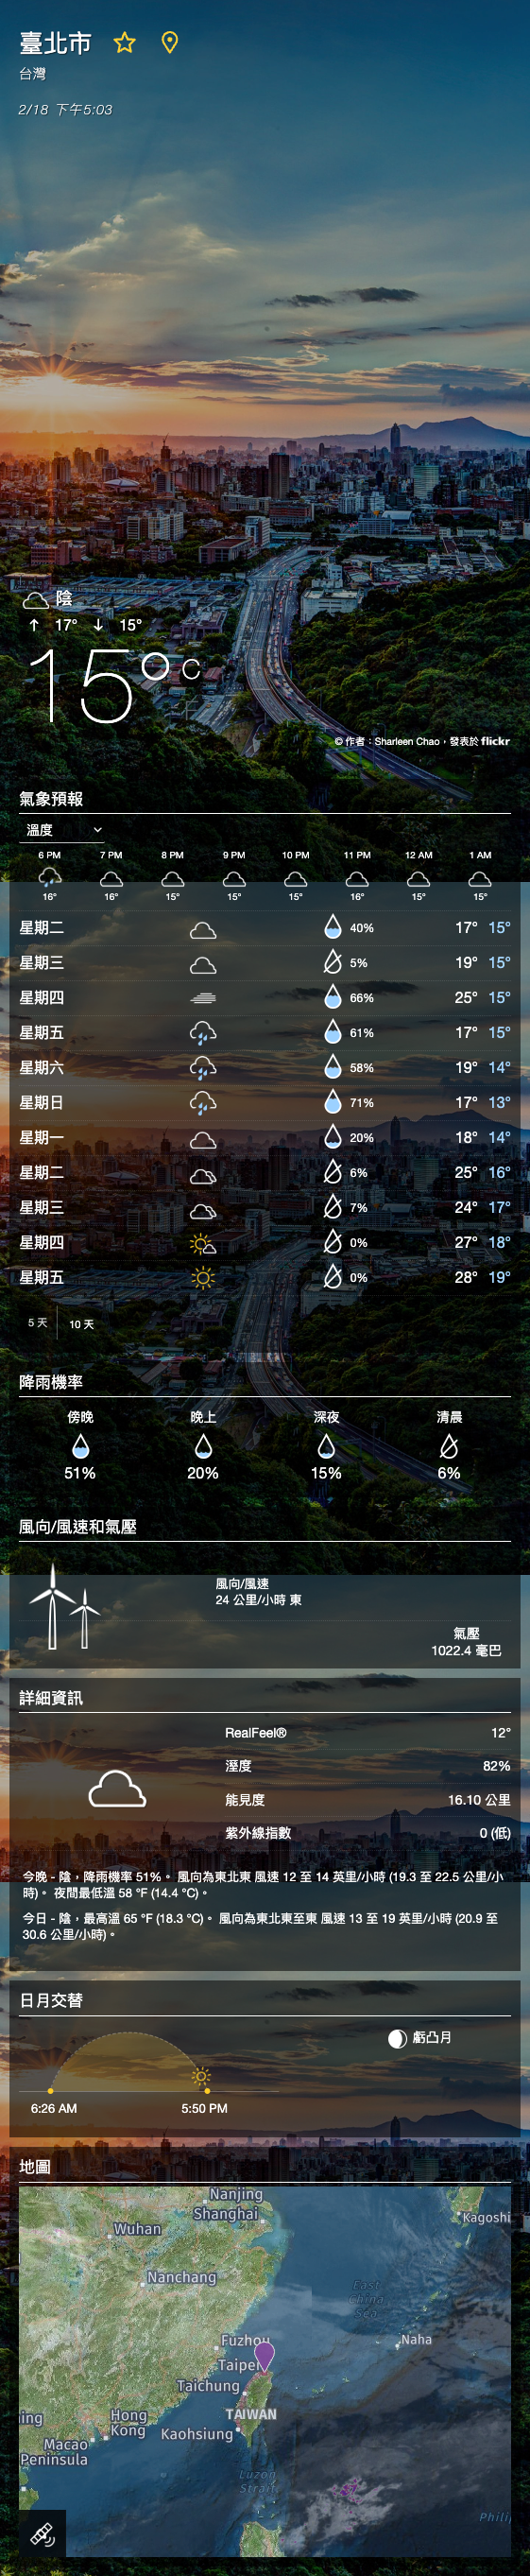 臺北市
台灣
2/18 下午5:03
陰
17° 15°
15° C
F
© 作者：Sharleen Chao，發表於 flickr
氣象預報
溫度
6 PM 7 PM 8 PM 9 PM 10 PM 11 PM 12 AM 1 AM
16° 16° 15° 15° 15° 16° 15° 15°
星期二 40% 17° 15°
星期三 5% 19° 15°
星期四 66% 25° 15°
星期五 61% 17° 15°
星期六 58% 19° 14°
星期日 71% 17° 13°
星期一 20% 18° 14°
星期二 6% 25° 16°
星期三 7% 24° 17°
星期四 0% 27° 18°
星期五 0% 28° 19°
5 天 10 天
降雨機率
傍晚 晚上 深夜 清晨
51% 20% 15% 6%
風向/風速和氣壓
風向/風速
24 公里/小時 東
氣壓
1022.4 毫巴
詳細資訊
RealFeel® 12°
溼度 82%
能見度 16.10 公里
紫外線指數 0 (低)
今晚 - 陰，降雨機率 51%。 風向為東北東 風速 12 至 14 英里/小時 (19.3 至 22.5 公里/小
時)。 夜間最低溫 58 °F (14.4 °C)。
今日 - 陰，最高溫 65 °F (18.3 °C)。 風向為東北東至東 風速 13 至 19 英里/小時 (20.9 至
30.6 公里/小時)。
日月交替
虧凸月
6:26 AM 5:50 PM
地圖
Nanjing
Shanghai
Kagoshi
Wuhan
Nanchang
East
China
Sea
Naha
Fuzhou
Taipei
Taichung
TAIWAN
ing
Hong
Kong
Kaohsiung
Macao
Peninsula
Luzon
Strait
Philip